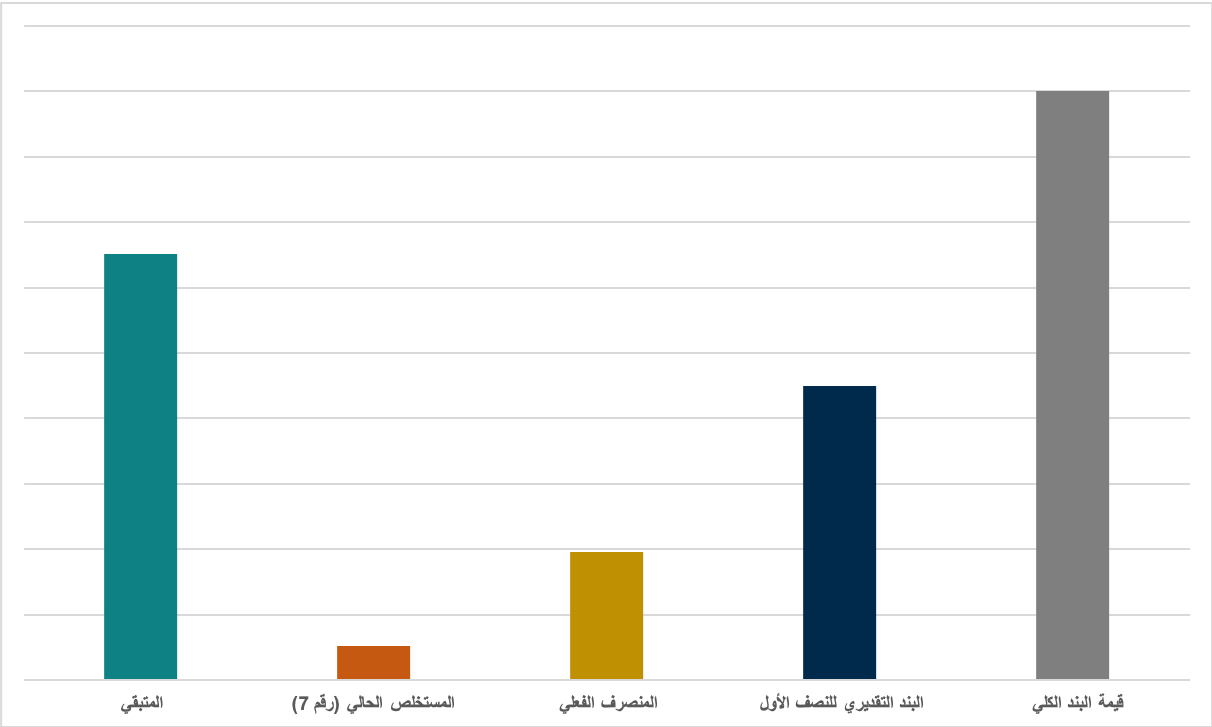 قيمة البند الكلي
البند التقديري للنصف الأول
المنصرف الفعلي
المستخلص الحالي (رقم 7)
المتبقي